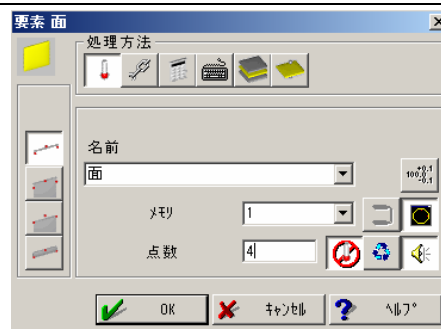 要素 面
処理方法
名前
面
100.0 +0.1 -0.1
メモリ
1
点数
4
OK
キャンセル
ヘルプ